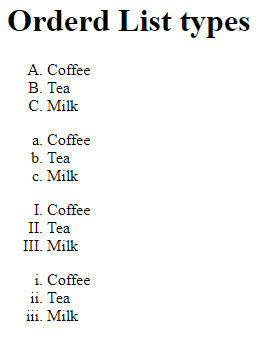 Orderd List types
A. Coffee
B. Tea
C. Milk
a. Coffee
b. Tea
c. Milk
I. Coffee
II. Tea
III. Milk
i. Coffee
ii. Tea
iii. Milk